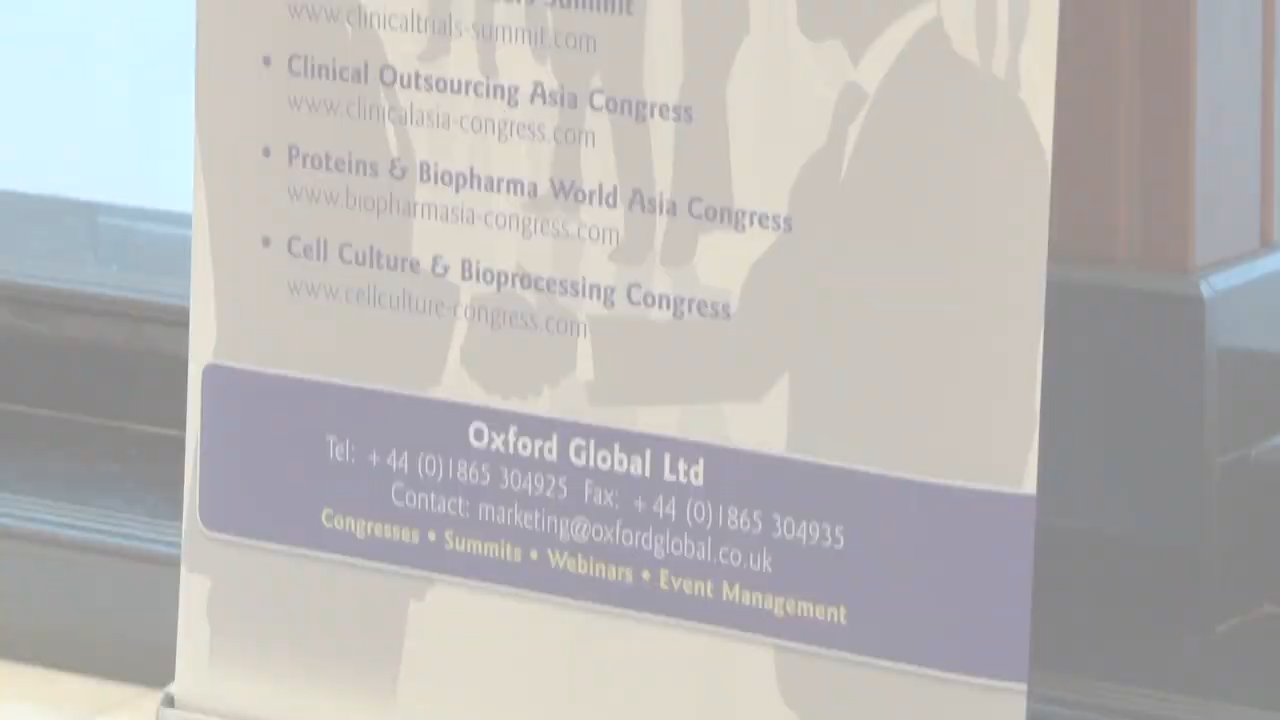 Summit
www.clinicaltrials-summit.com
• Clinical Outsourcing Asia Congress
www.clinicalasia-congress.com
• Proteins & Biopharma World Asia Congress
www.biopharmasia-congress.com
• Cell Culture & Bioprocessing Congress
www.cellculture-congress.com
Oxford Global Ltd
Tel: +44 (0)1865 304925 Fax: +44 (0)1865 304935
Contact: marketing@oxfordglobal.co.uk
Congresses • Summits • Webinars • Event Management